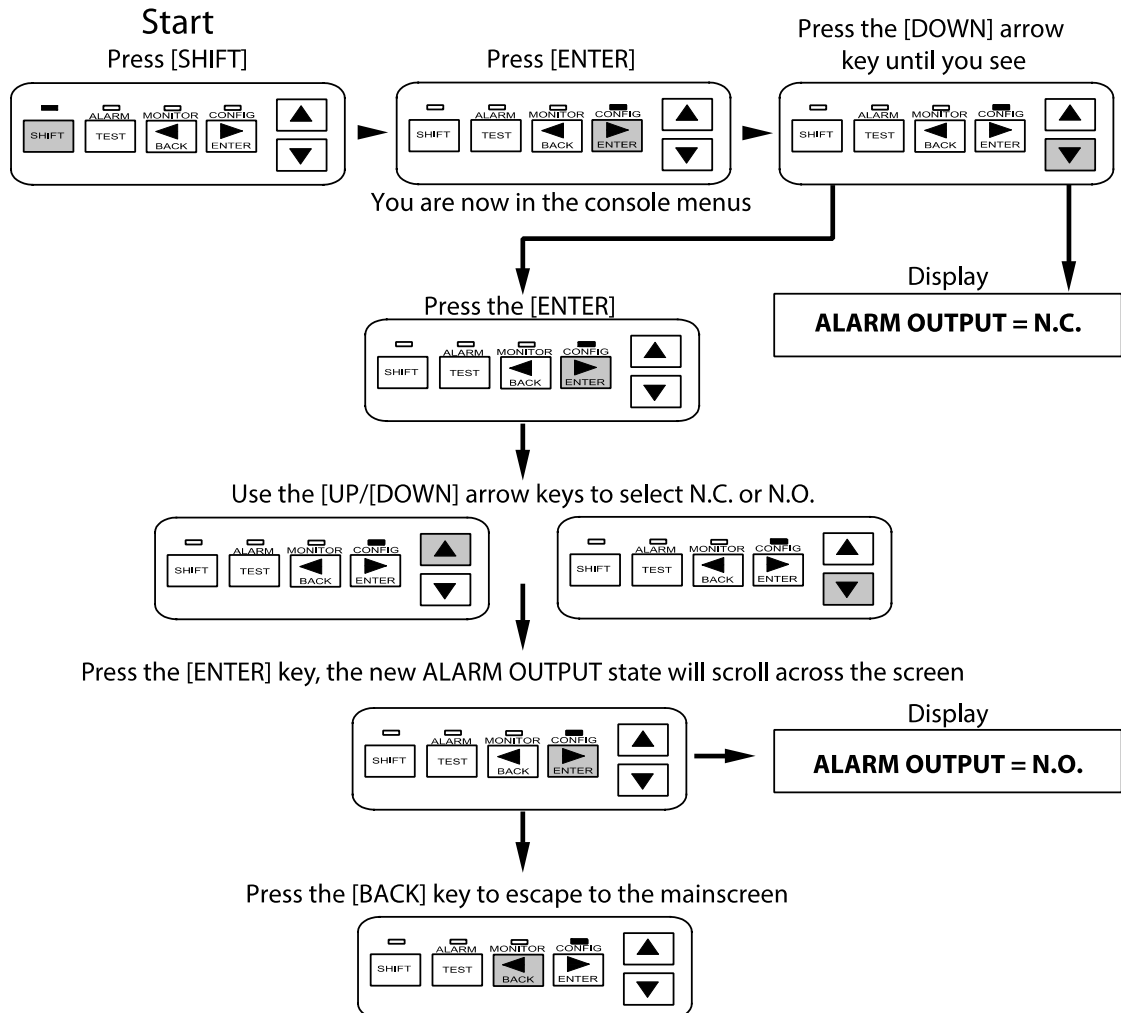 Start
Press [SHIFT]
Press [ENTER]
Press the [DOWN] arrow
key until you see
ALARM MONITOR CONFIG
SHIFT TEST BACK ENTER
ALARM MONITOR CONFIG
SHIFT TEST BACK ENTER
ALARM MONITOR CONFIG
SHIFT TEST BACK ENTER
You are now in the console menus
Display
ALARM OUTPUT = N.C.
Press the [ENTER]
ALARM MONITOR CONFIG
SHIFT TEST BACK ENTER
Use the [UP/[DOWN] arrow keys to select N.C. or N.O.
ALARM MONITOR CONFIG
SHIFT TEST BACK ENTER
ALARM MONITOR CONFIG
SHIFT TEST BACK ENTER
Press the [ENTER] key, the new ALARM OUTPUT state will scroll across the screen
ALARM MONITOR CONFIG
SHIFT TEST BACK ENTER
Display
ALARM OUTPUT = N.O.
Press the [BACK] key to escape to the mainscreen
ALARM MONITOR CONFIG
SHIFT TEST BACK ENTER